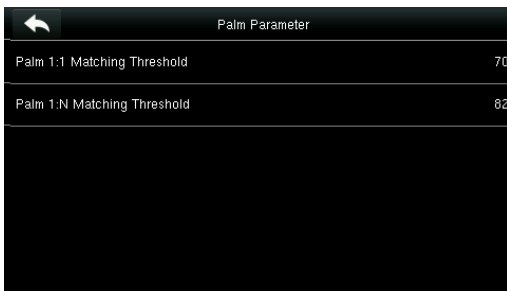 Palm Parameter
Palm 1:1 Matching Threshold 70
Palm 1:N Matching Threshold 82